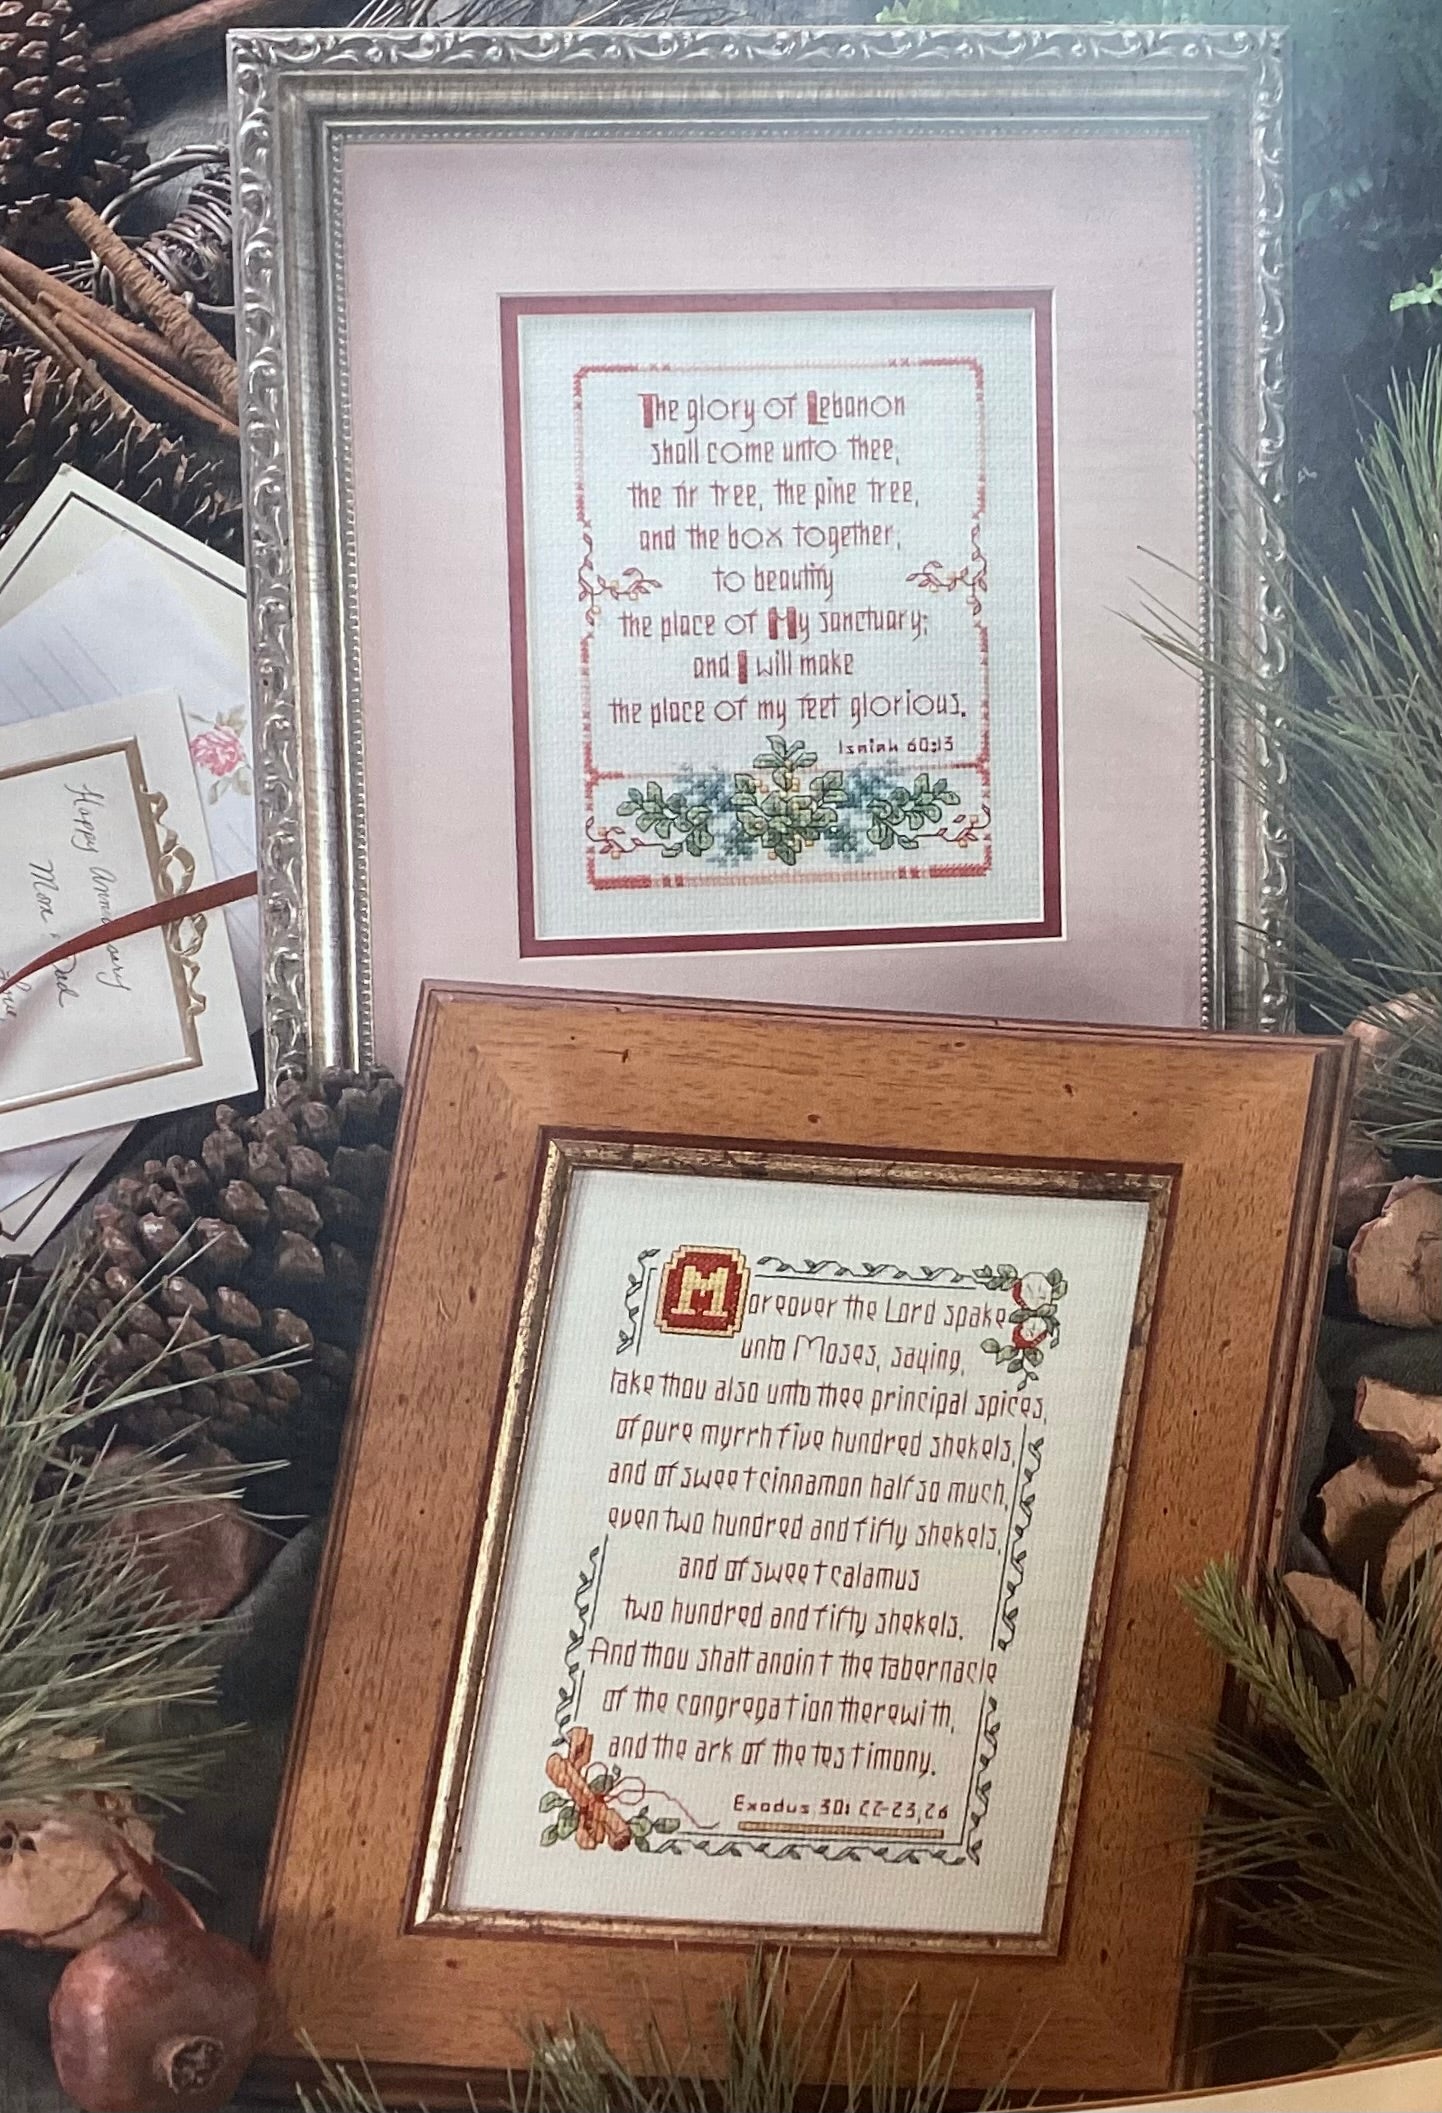 The glory of Lebanon
shall come unto thee,
the fir tree, the pine tree,
and the box together,
to beautify
the place of My sanctuary;
and I will make
the place of my feet glorious.
Isaiah 60:13
Happy Anniversary
Mom & Dad
Love,
Moreover the Lord spake
unto Moses, saying,
Take thou also unto thee principal spices,
of pure myrrh five hundred shekels,
and of sweet cinnamon half so much,
even two hundred and fifty shekels,
and of sweet calamus
two hundred and fifty shekels.
And thou shalt anoint the tabernacle
of the congregation therewith,
and the ark of the testimony.
Exodus 30: 22-23,26